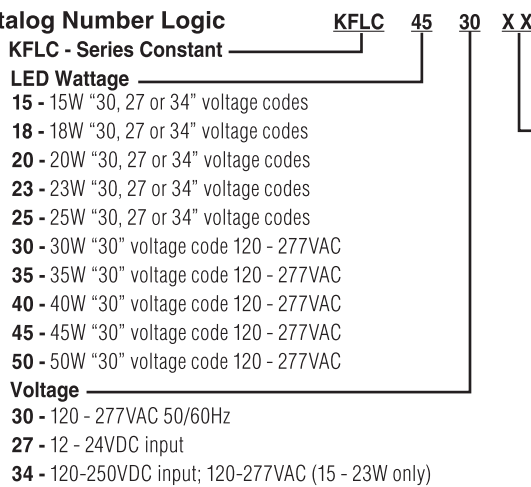 talog Number Logic KFLC 45 30 X X
KFLC - Series Constant
LED Wattage
15 - 15W “30, 27 or 34” voltage codes
18 - 18W “30, 27 or 34” voltage codes
20 - 20W “30, 27 or 34” voltage codes
23 - 23W “30, 27 or 34” voltage codes
25 - 25W “30, 27 or 34” voltage codes
30 - 30W “30” voltage code 120 - 277VAC
35 - 35W “30” voltage code 120 - 277VAC
40 - 40W “30” voltage code 120 - 277VAC
45 - 45W “30” voltage code 120 - 277VAC
50 - 50W “30” voltage code 120 - 277VAC
Voltage
30 - 120 - 277VAC 50/60Hz
27 - 12 - 24VDC input
34 - 120-250VDC input; 120-277VAC (15 - 23W only)